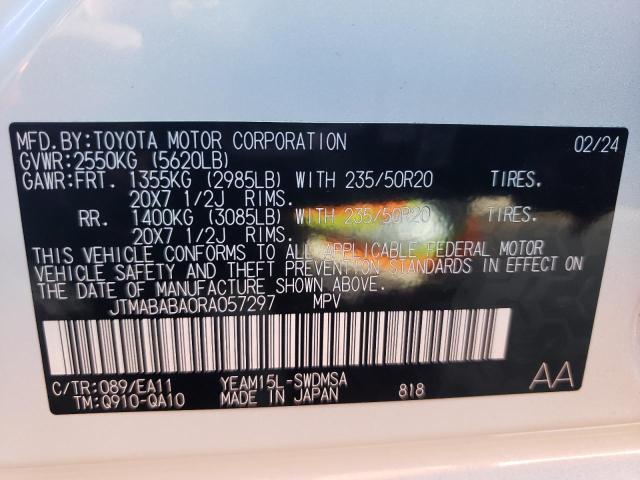 MFD.BY:TOYOTA MOTOR CORPORATION 02/24
GVWR:2550KG (5620LB)
GAWR:FRT. 1355KG (2985LB) WITH 235/50R20 TIRES.
20X7 1/2J RIMS.
RR. 1400KG (3085LB) WITH 235/50R20 TIRES.
20X7 1/2J RIMS.
THIS VEHICLE CONFORMS TO ALL APPLICABLE FEDERAL MOTOR
VEHICLE SAFETY AND THEFT PREVENTION STANDARDS IN EFFECT ON
THE DATE OF MANUFACTURE SHOWN ABOVE.
JTMABABA0RA057297 MPV
C/TR:089/EA11 YEAM15L-SWDMSA AA
TM:Q910-QA10 MADE IN JAPAN 818